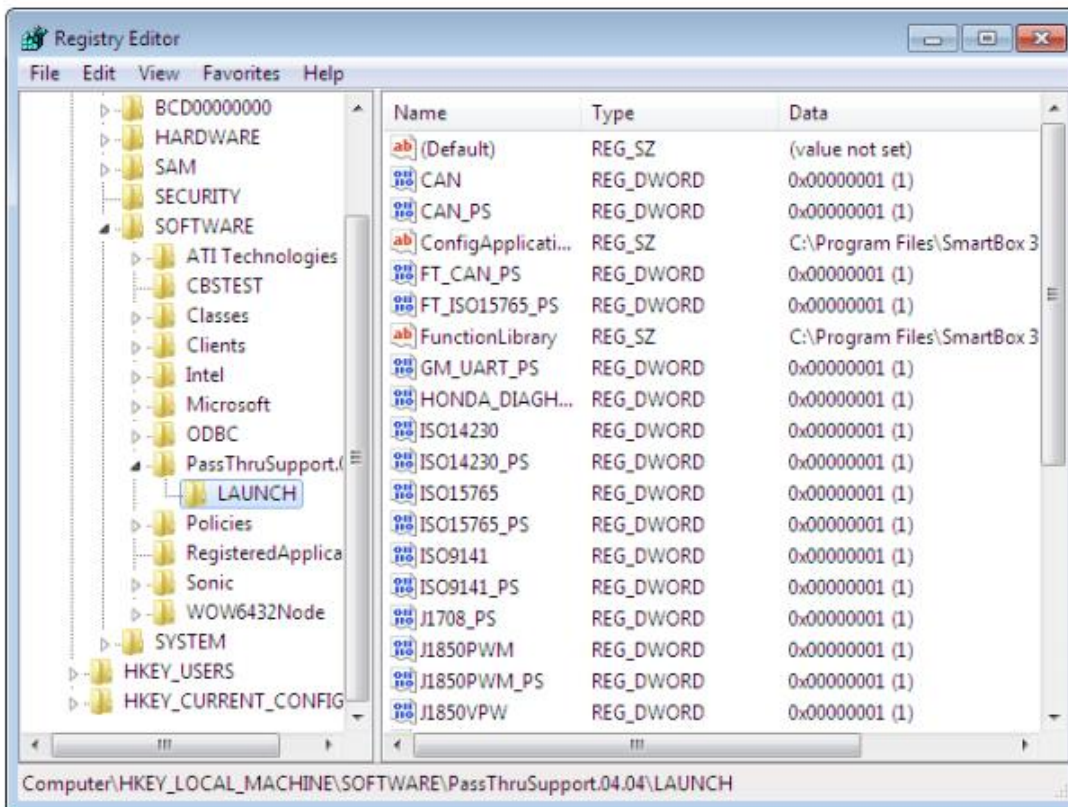 Registry Editor
File Edit View Favorites Help
BCD00000000
HARDWARE
SAM
SECURITY
SOFTWARE
ATI Technologies
CBSTEST
Classes
Clients
Intel
Microsoft
ODBC
PassThruSupport.0
LAUNCH
Policies
RegisteredApplica
Sonic
WOW6432Node
SYSTEM
HKEY_USERS
HKEY_CURRENT_CONFIG
Name Type Data
(Default) REG_SZ (value not set)
CAN REG_DWORD 0x00000001 (1)
CAN_PS REG_DWORD 0x00000001 (1)
ConfigApplicati... REG_SZ C:\Program Files\SmartBox 3
FT_CAN_PS REG_DWORD 0x00000001 (1)
FT_ISO15765_PS REG_DWORD 0x00000001 (1)
FunctionLibrary REG_SZ C:\Program Files\SmartBox 3
GM_UART_PS REG_DWORD 0x00000001 (1)
HONDA_DIAGH... REG_DWORD 0x00000001 (1)
ISO14230 REG_DWORD 0x00000001 (1)
ISO14230_PS REG_DWORD 0x00000001 (1)
ISO15765 REG_DWORD 0x00000001 (1)
ISO15765_PS REG_DWORD 0x00000001 (1)
ISO9141 REG_DWORD 0x00000001 (1)
ISO9141_PS REG_DWORD 0x00000001 (1)
J1708_PS REG_DWORD 0x00000001 (1)
J1850PWM REG_DWORD 0x00000001 (1)
J1850PWM_PS REG_DWORD 0x00000001 (1)
J1850VPW REG_DWORD 0x00000001 (1)
Computer\HKEY_LOCAL_MACHINE\SOFTWARE\PassThruSupport.04.04\LAUNCH